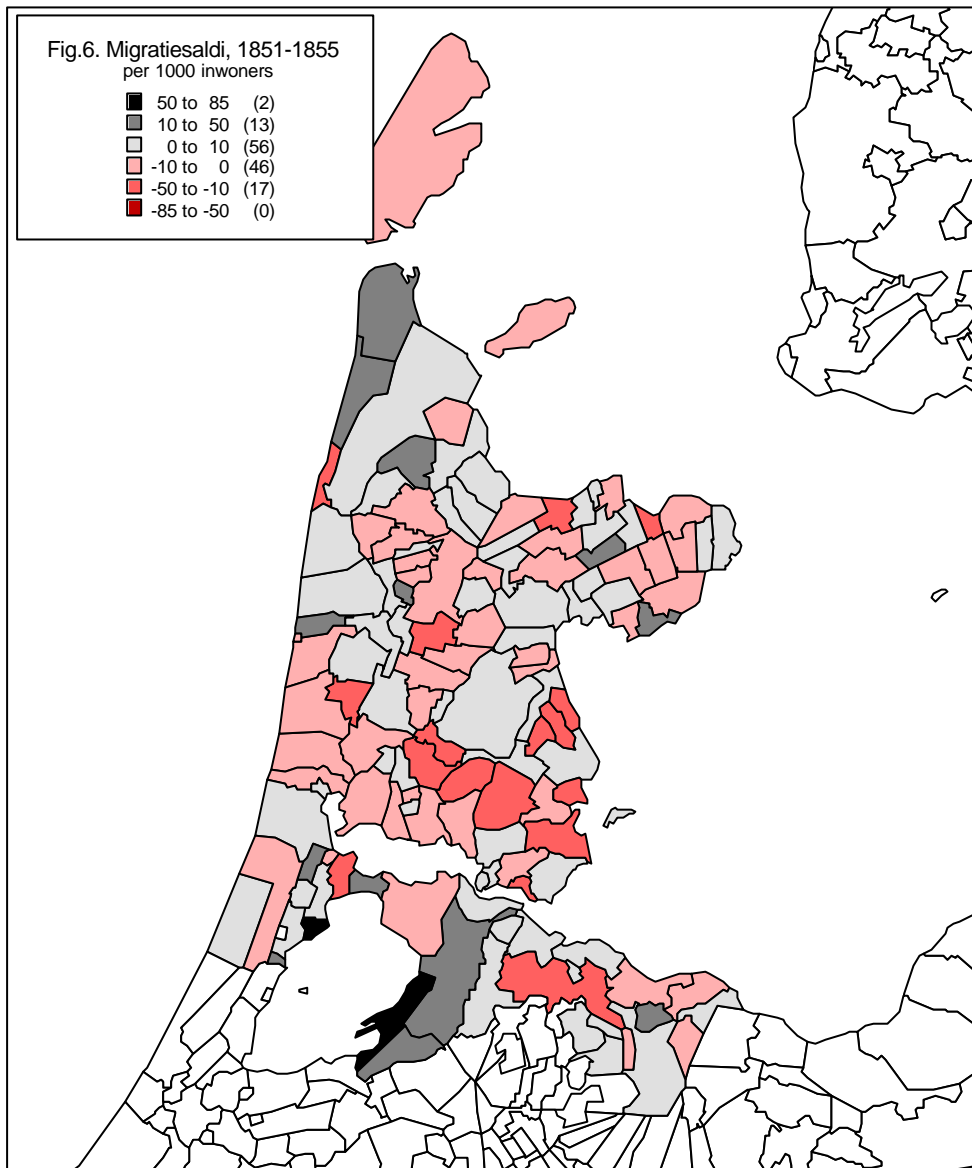 Fig.6. Migratiesaldi, 1851-1855
per 1000 inwoners
50 to 85 (2)
10 to 50 (13)
0 to 10 (56)
-10 to 0 (46)
-50 to -10 (17)
-85 to -50 (0)